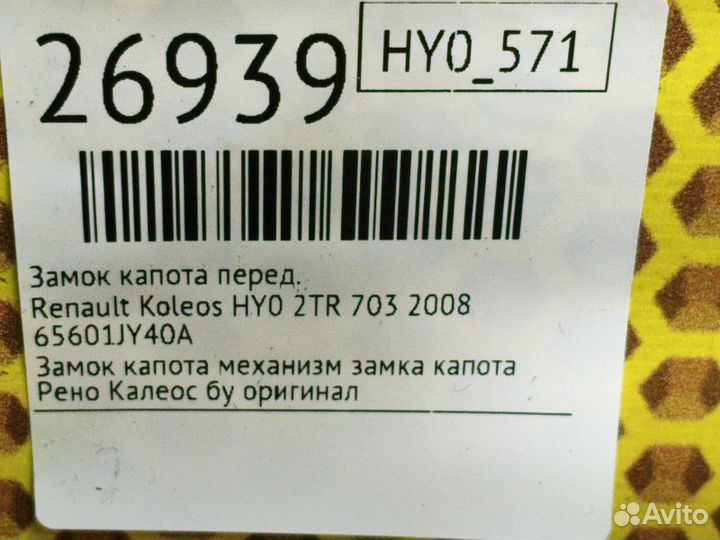 26939
HY0_571
Замок капота перед.
Renault Koleos HY0 2TR 703 2008
65601JY40A
Замок капота механизм замка капота
Рено Калеос бу оригинал
Avito